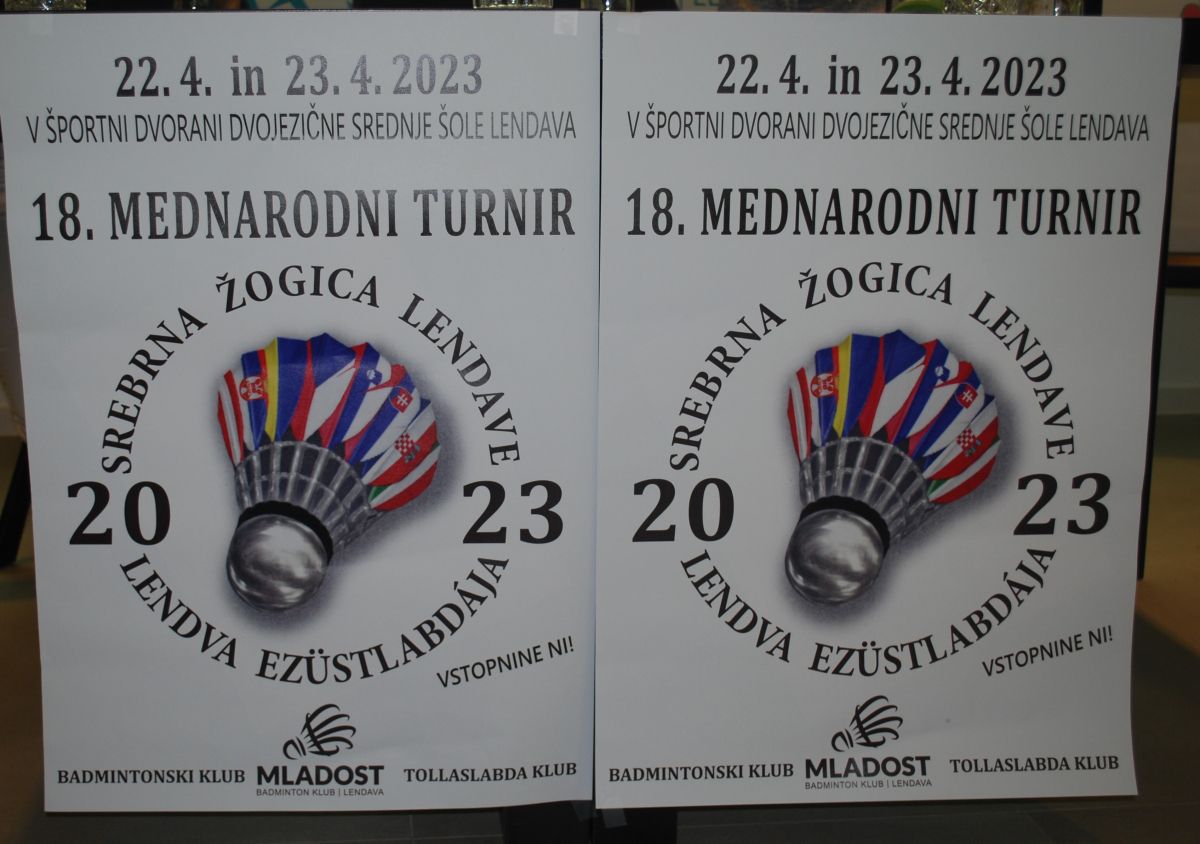 22. 4. in 23. 4. 2023
V ŠPORTNI DVORANI DVOJEZIČNE SREDNJE ŠOLE LENDAVA
18. MEDNARODNI TURNIR
SREBRNA ŽOGICA LENDAVE
20 23
LENDVA EZÜSTLABDÁJA
VSTOPNINE NI!
BADMINTONSKI KLUB MLADOST TOLLASLABDA KLUB
BADMINTON KLUB | LENDAVA
22. 4. in 23. 4. 2023
V ŠPORTNI DVORANI DVOJEZIČNE SREDNJE ŠOLE LENDAVA
18. MEDNARODNI TURNIR
SREBRNA ŽOGICA LENDAVE
20 23
LENDVA EZÜSTLABDÁJA
VSTOPNINE NI!
BADMINTONSKI KLUB MLADOST TOLLASLABDA KLUB
BADMINTON KLUB | LENDAVA